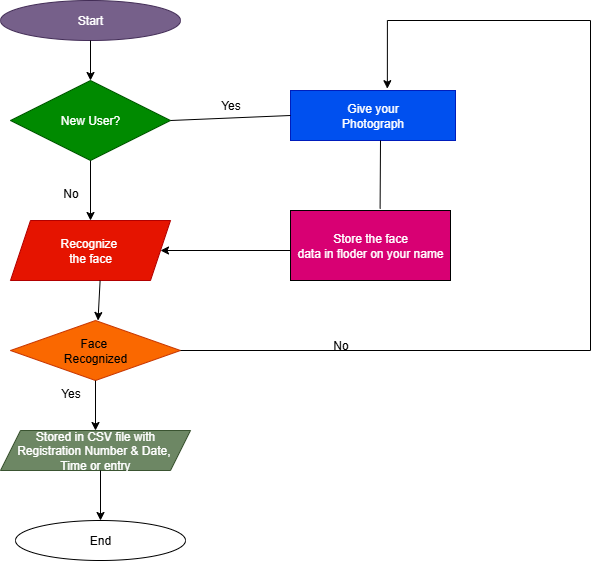 Start
New User?
Yes
Give your
Photograph
No
Recognize
the face
Store the face
data in floder on your name
Face
Recognized
No
Yes
Stored in CSV file with
Registration Number & Date,
Time or entry
End